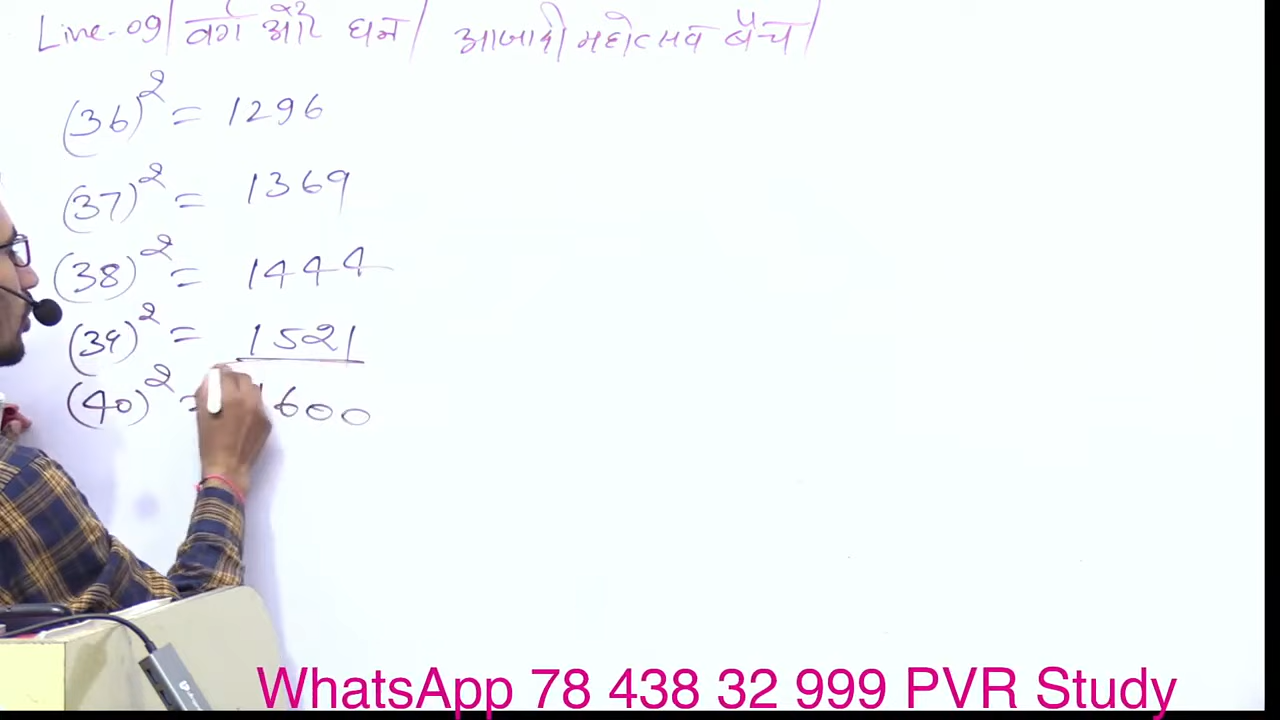 Live-09/ वर्ग और घन/ आजादी महोत्सव बैच/
(36)² = 1296
(37)² = 1369
(38)² = 1444
(39)² = 1521
(40)² = 1600
WhatsApp 78 438 32 999 PVR Study